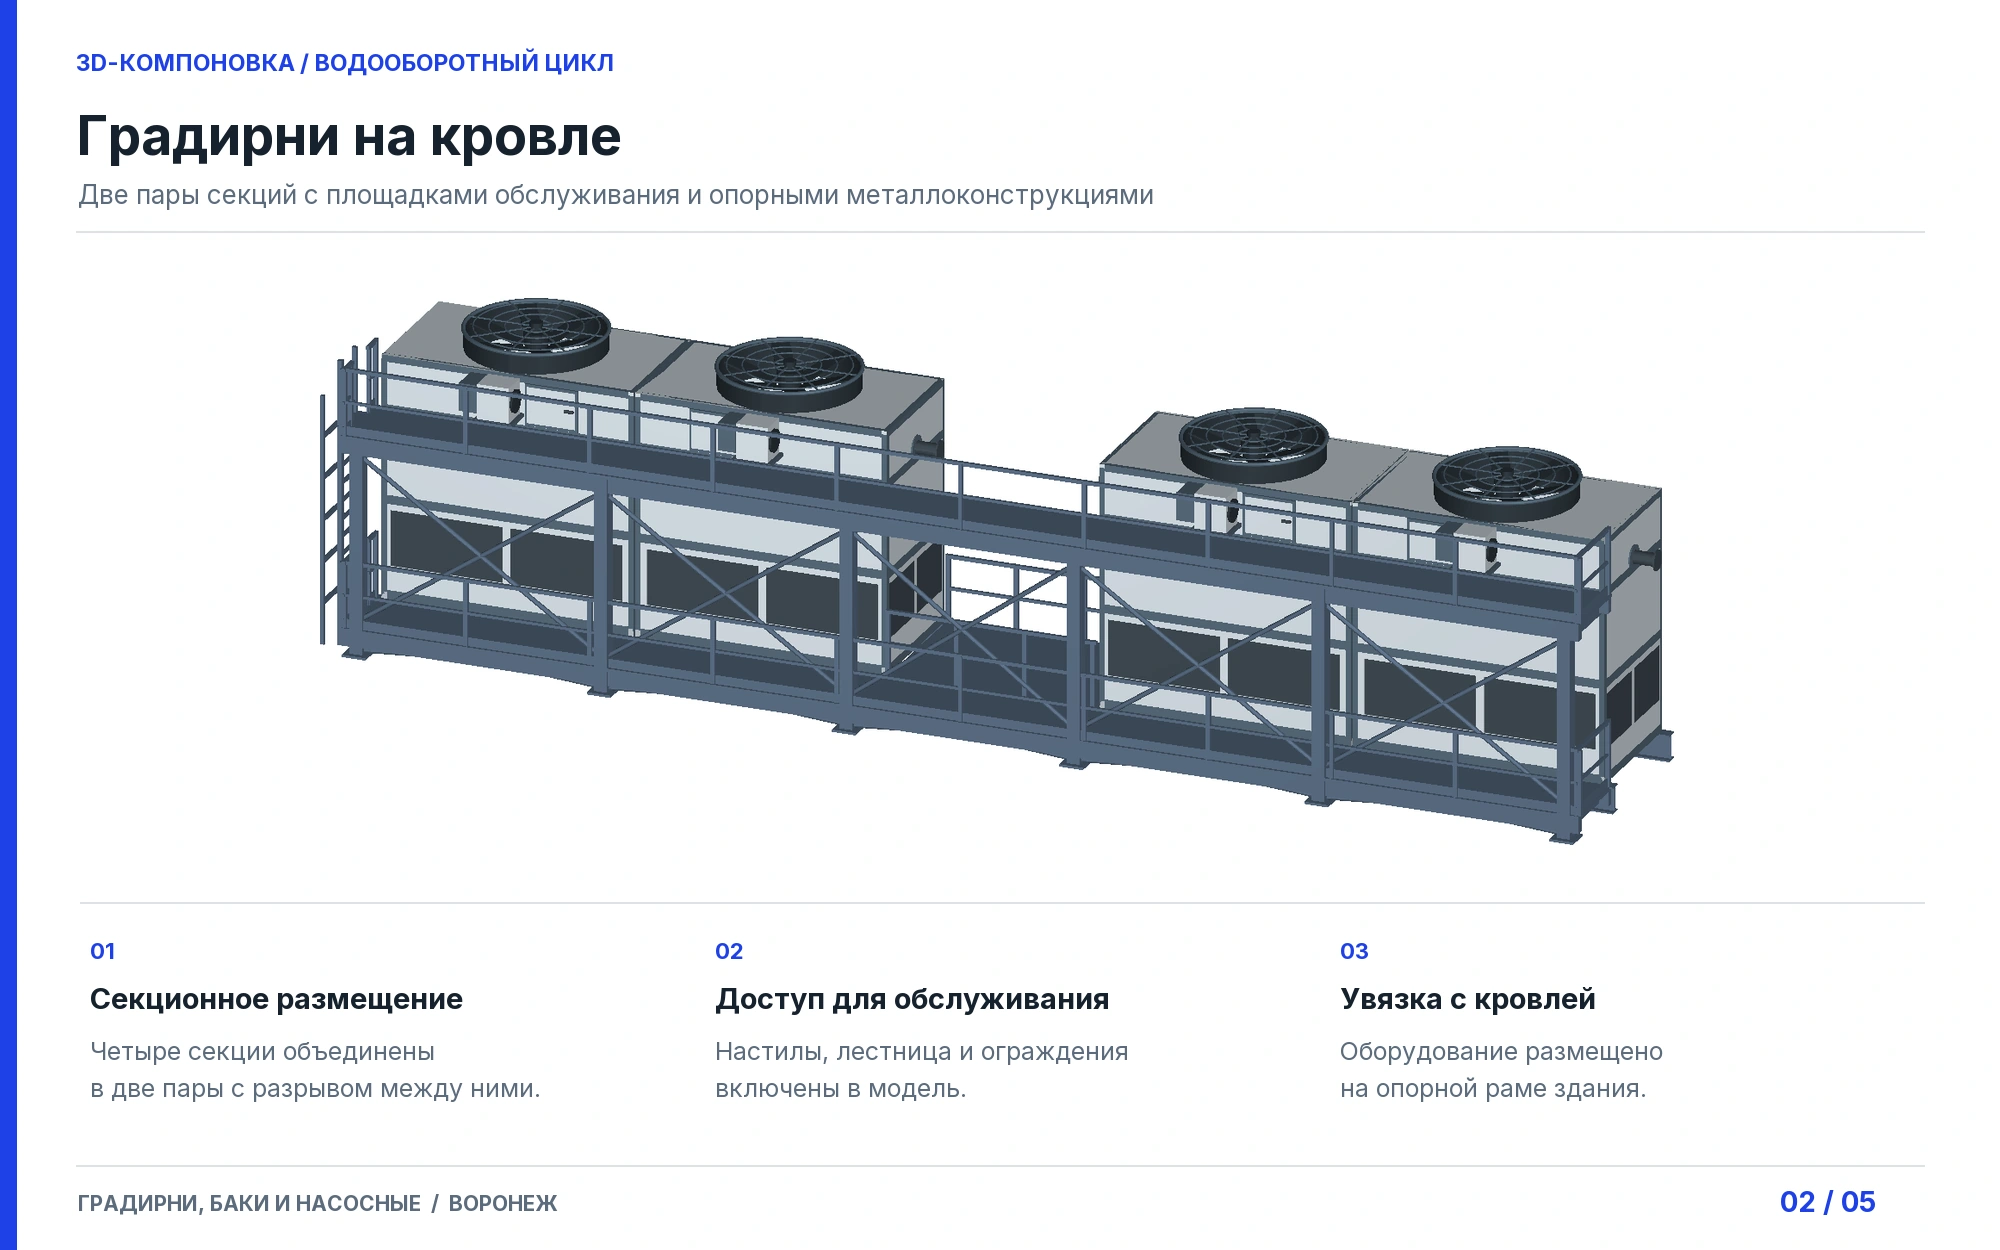 3D-КОМПОНОВКА / ВОДООБОРОТНЫЙ ЦИКЛ
Градирни на кровле
Две пары секций с площадками обслуживания и опорными металлоконструкциями
01
Секционное размещение
Четыре секции объединены
в две пары с разрывом между ними.
02
Доступ для обслуживания
Настилы, лестница и ограждения
включены в модель.
03
Увязка с кровлей
Оборудование размещено
на опорной раме здания.
ГРАДИРНИ, БАКИ И НАСОСНЫЕ / ВОРОНЕЖ
02 / 05